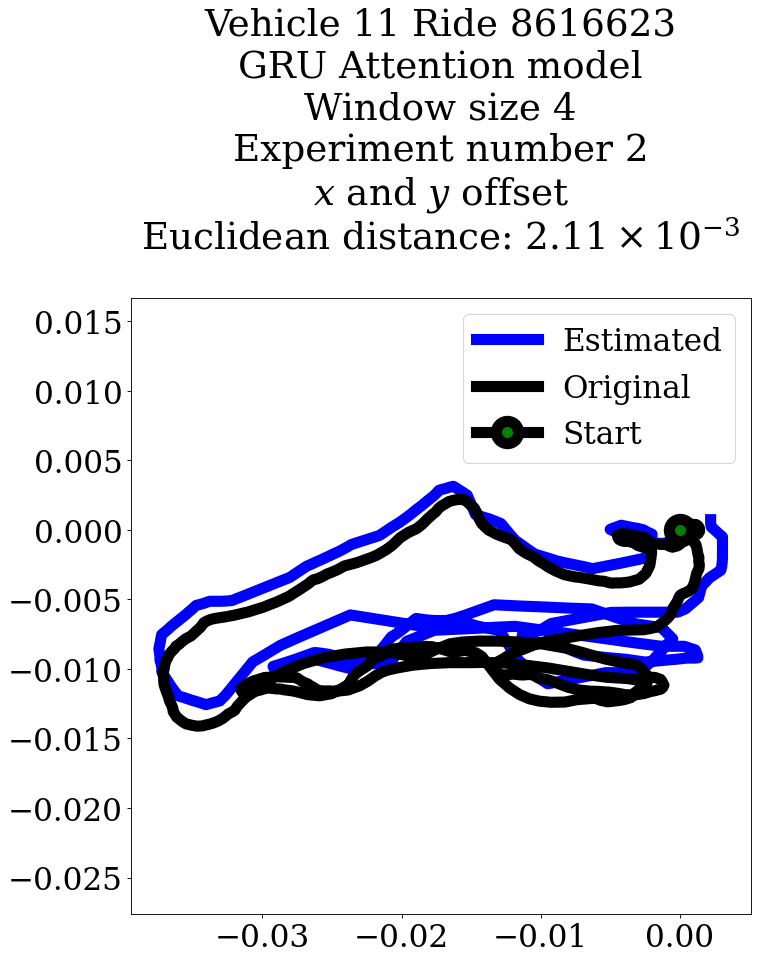 Vehicle 11 Ride 8616623
GRU Attention model
Window size 4
Experiment number 2
x and y offset
Euclidean distance: 2.11 × 10⁻³
Estimated
Original
Start
0.015
0.010
0.005
0.000
−0.005
−0.010
−0.015
−0.020
−0.025
−0.03 −0.02 −0.01 0.00